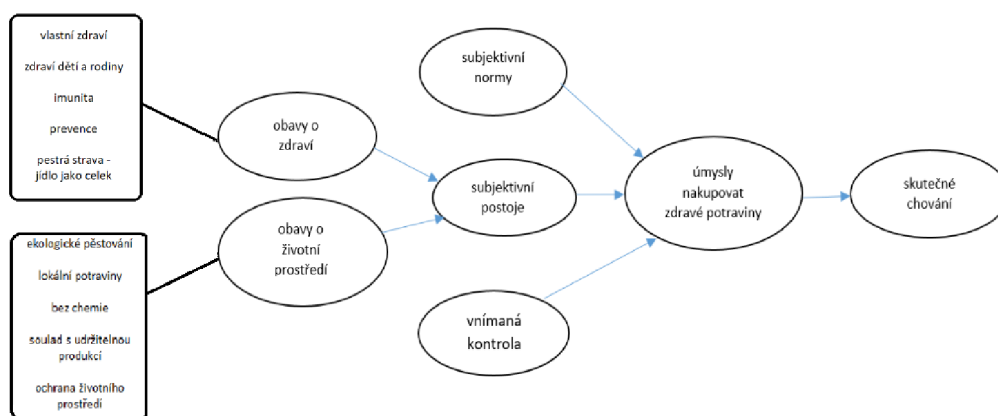 vlastní zdraví
zdraví dětí a rodiny
imunita
prevence
pestrá strava -
jídlo jako celek
ekologické pěstování
lokální potraviny
bez chemie
soulad s udržitelnou
produkcí
ochrana životního
prostředí
obavy o
zdraví
obavy o
životní
prostředí
subjektivní
normy
subjektivní
postoje
vnímaná
kontrola
úmysly
nakupovat
zdravé potraviny
skutečné
chování